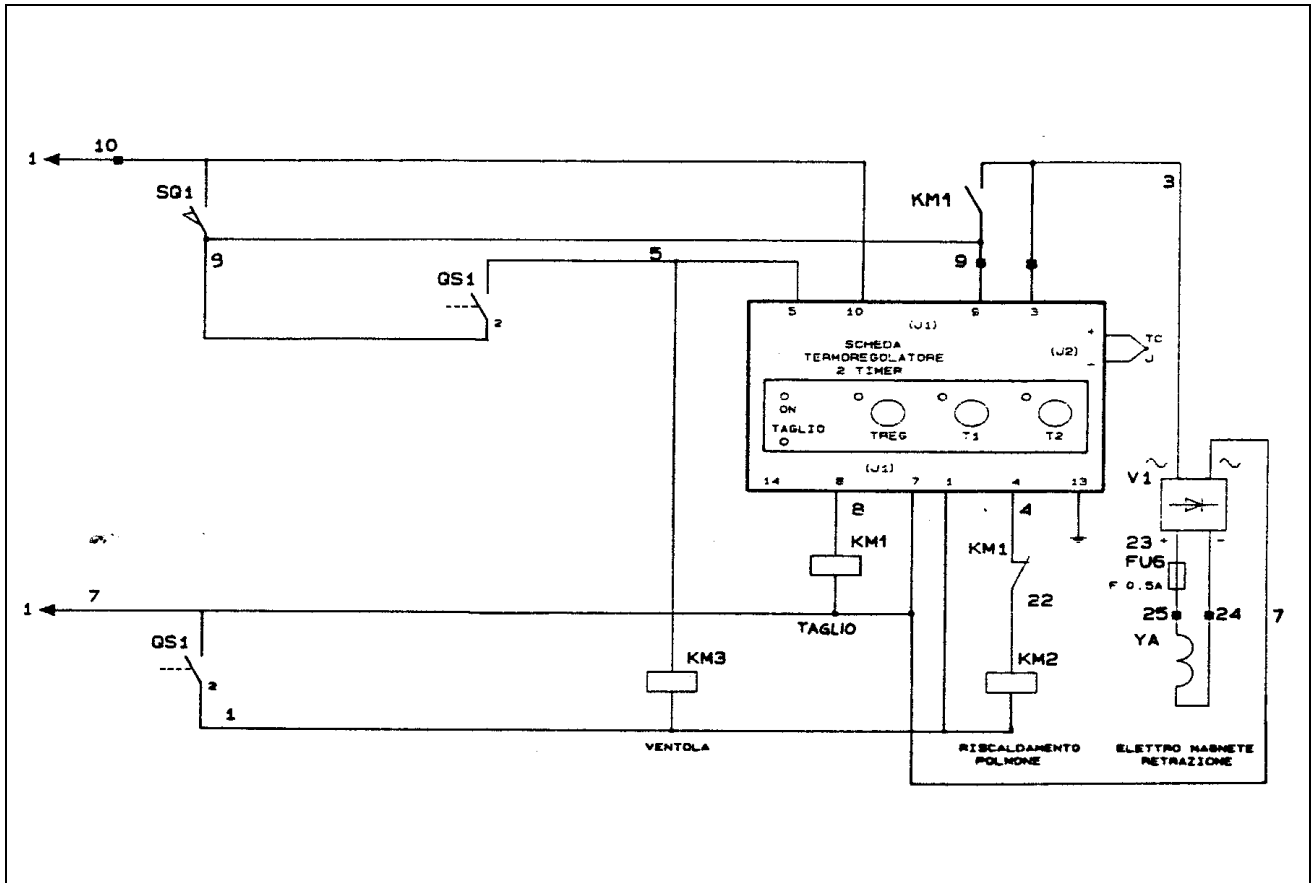 10
1
SQ1
KM1
3
9
5
9
QS1
2
5 10 9 3
(J1)
SCHEDA
TERMOREGOLATORE
2 TIMER
+
(J2)
-
TC
J
ON
TAGLIO
TREG
T1
T2
(J1)
14 8 7 1 4 13
8
4
V1
KM1
KM1
23 + -
FU6
F 0.5A
22
7
1
25
24
7
TAGLIO
YA
QS1
2
KM3
KM2
1
VENTOLA
RISCALDAMENTO
POLMONE
ELETTRO MAGNETE
RETRAZIONE